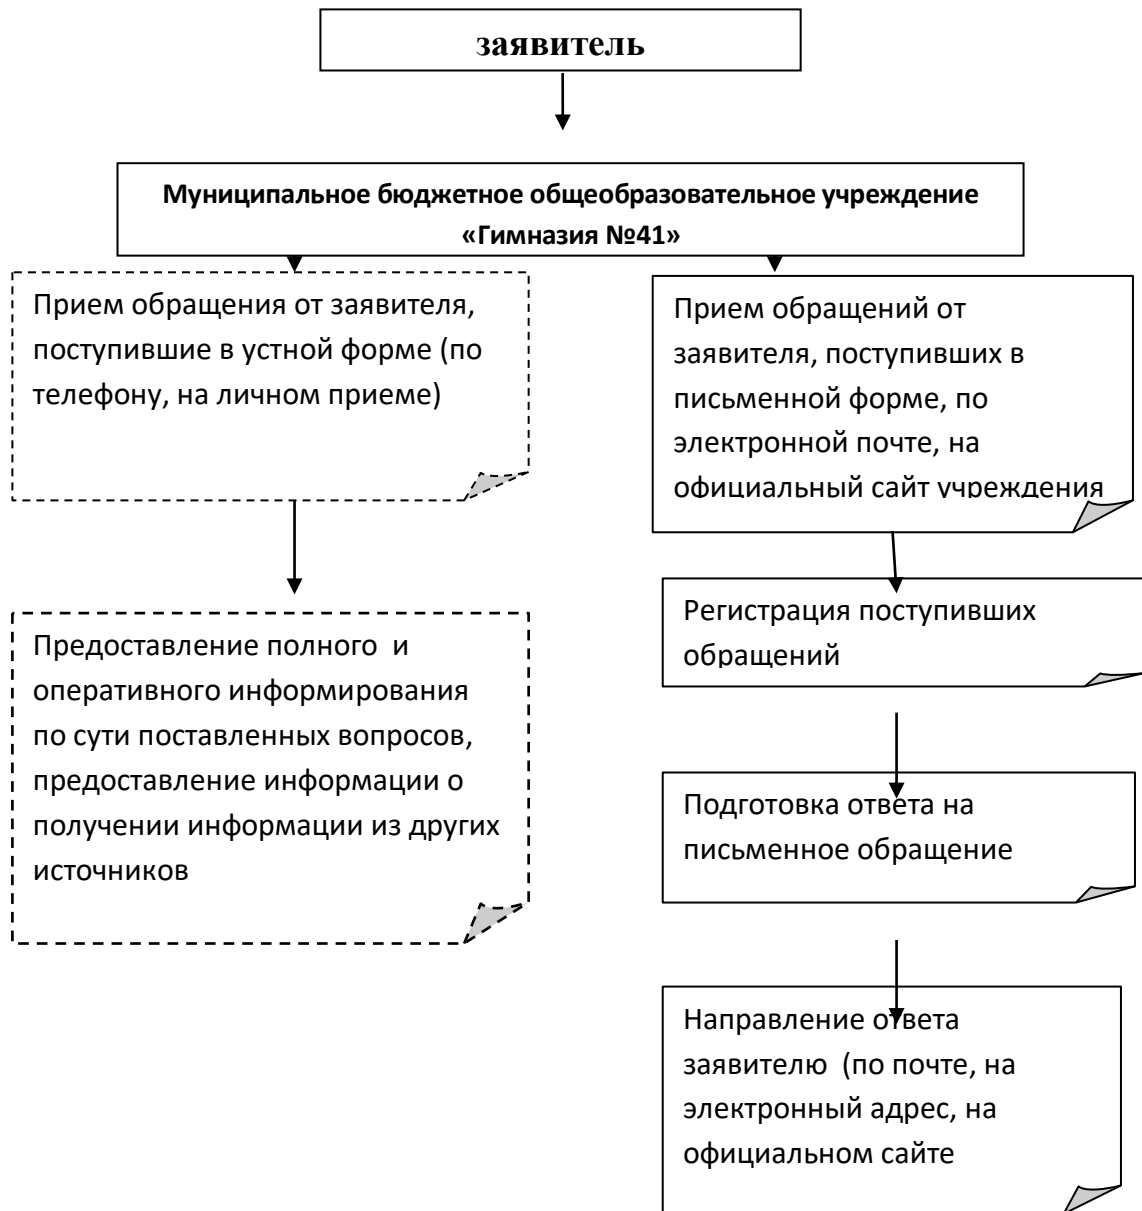 заявитель
Муниципальное бюджетное общеобразовательное учреждение
«Гимназия №41»
Прием обращения от заявителя,
поступившие в устной форме (по
телефону, на личном приеме)
Прием обращений от
заявителя, поступивших в
письменной форме, по
электронной почте, на
официальный сайт учреждения
Предоставление полного  и
оперативного информирования
по сути поставленных вопросов,
предоставление информации о
получении информации из других
источников
Регистрация поступивших
обращений
Подготовка ответа на
письменное обращение
Направление ответа
заявителю  (по почте, на
электронный адрес, на
официальном сайте